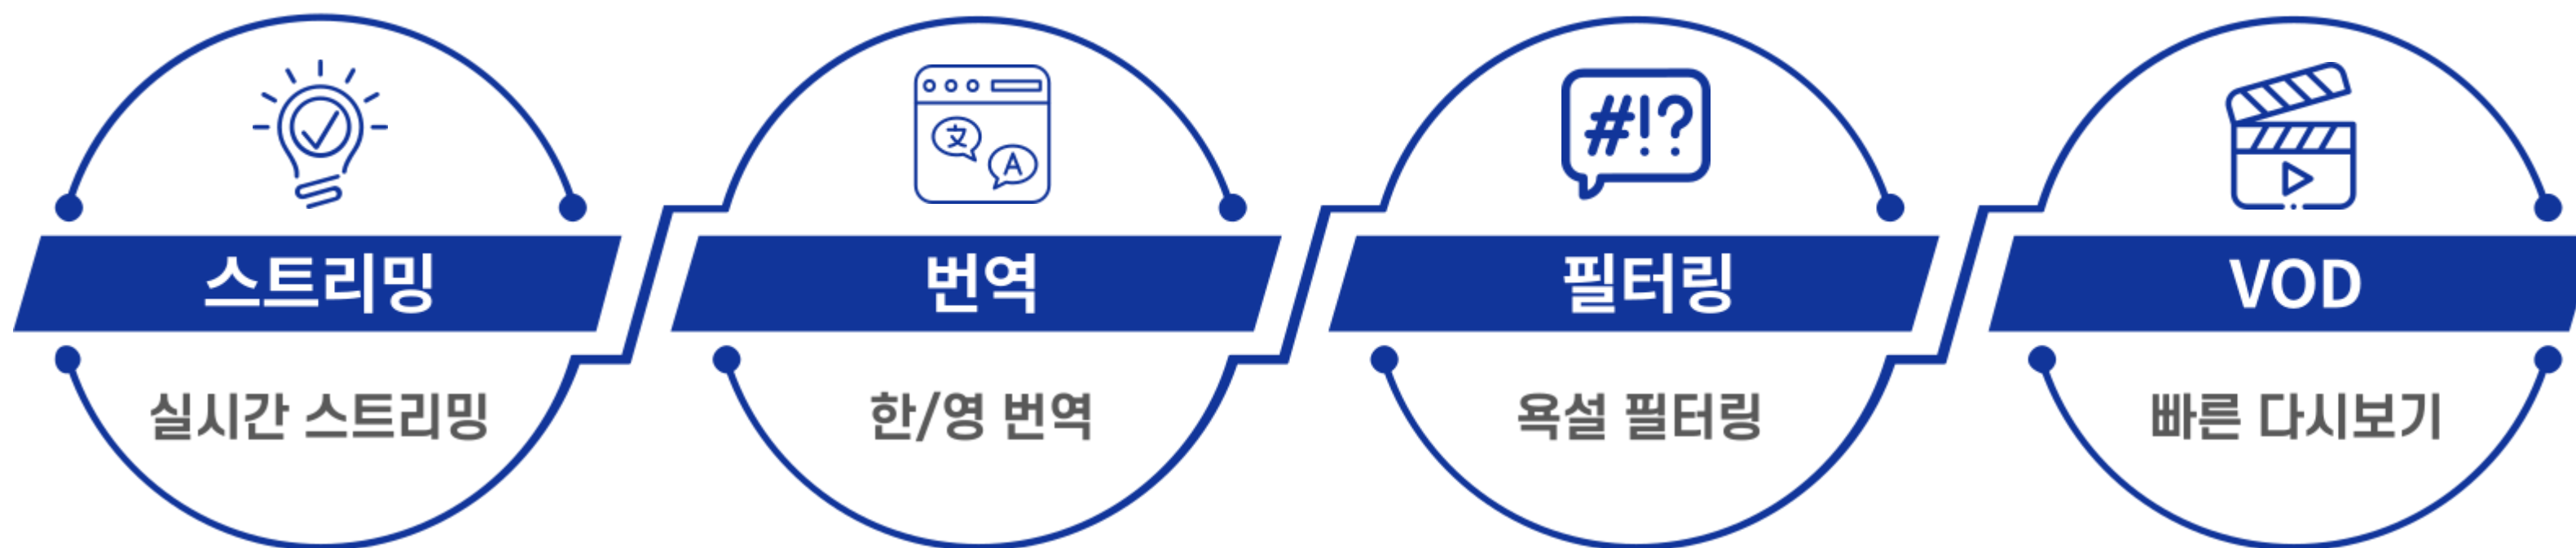 #!?
文
A
스트리밍
번역
필터링
VOD
실시간 스트리밍
한/영 번역
욕설 필터링
빠른 다시보기